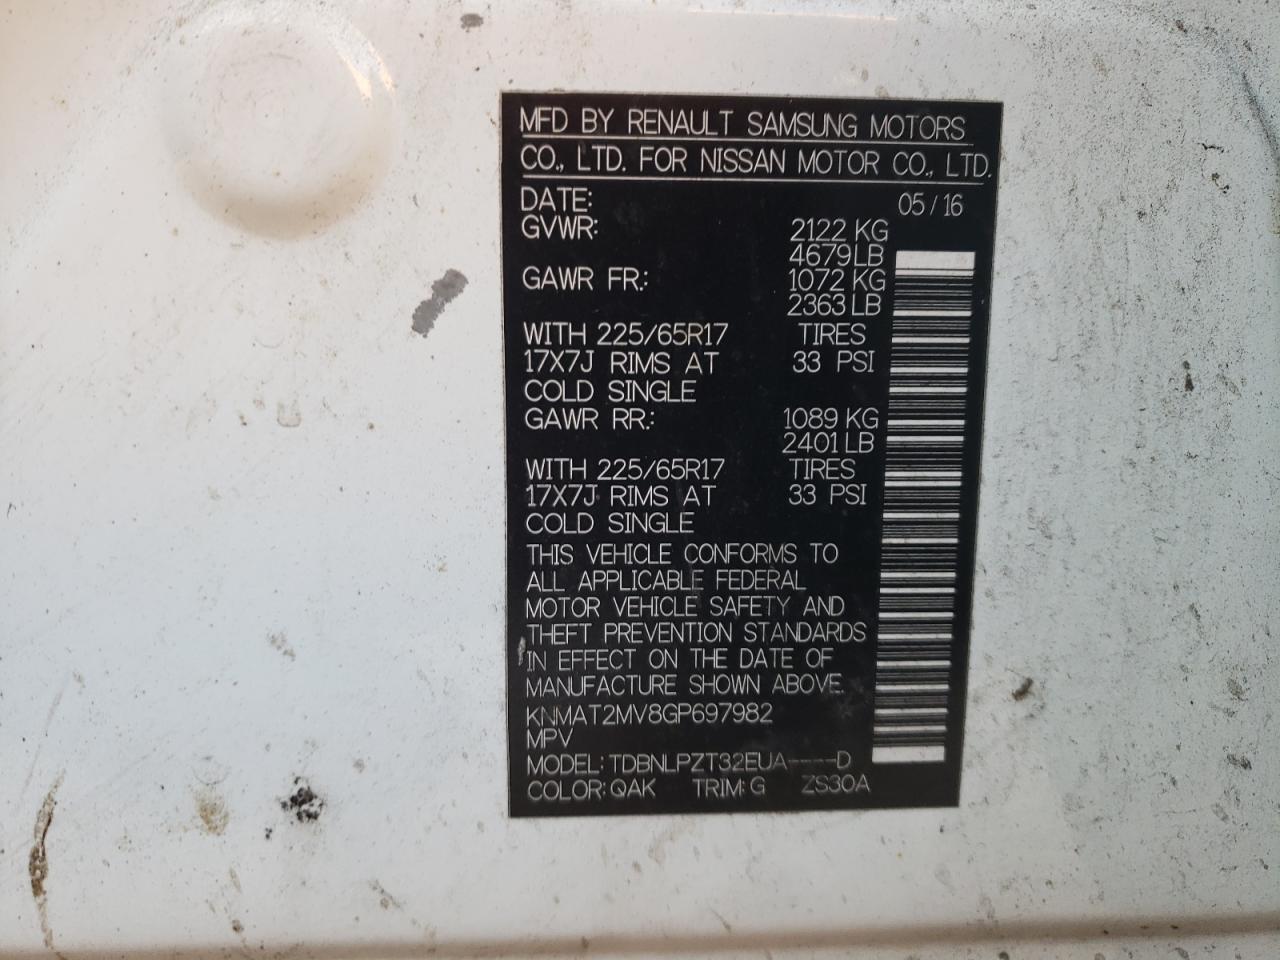 MFD BY RENAULT SAMSUNG MOTORS
CO., LTD. FOR NISSAN MOTOR CO., LTD.
DATE: 05/16
GVWR: 2122 KG
4679 LB
GAWR FR.: 1072 KG
2363 LB
WITH 225/65R17 TIRES
17X7J RIMS AT 33 PSI
COLD SINGLE
GAWR RR.: 1089 KG
2401 LB
WITH 225/65R17 TIRES
17X7J RIMS AT 33 PSI
COLD SINGLE
THIS VEHICLE CONFORMS TO
ALL APPLICABLE FEDERAL
MOTOR VEHICLE SAFETY AND
THEFT PREVENTION STANDARDS
IN EFFECT ON THE DATE OF
MANUFACTURE SHOWN ABOVE.
KNMAT2MV8GP697982
MPV
MODEL: TDBNLPZT32EUA----D
COLOR: QAK TRIM: G ZS30A